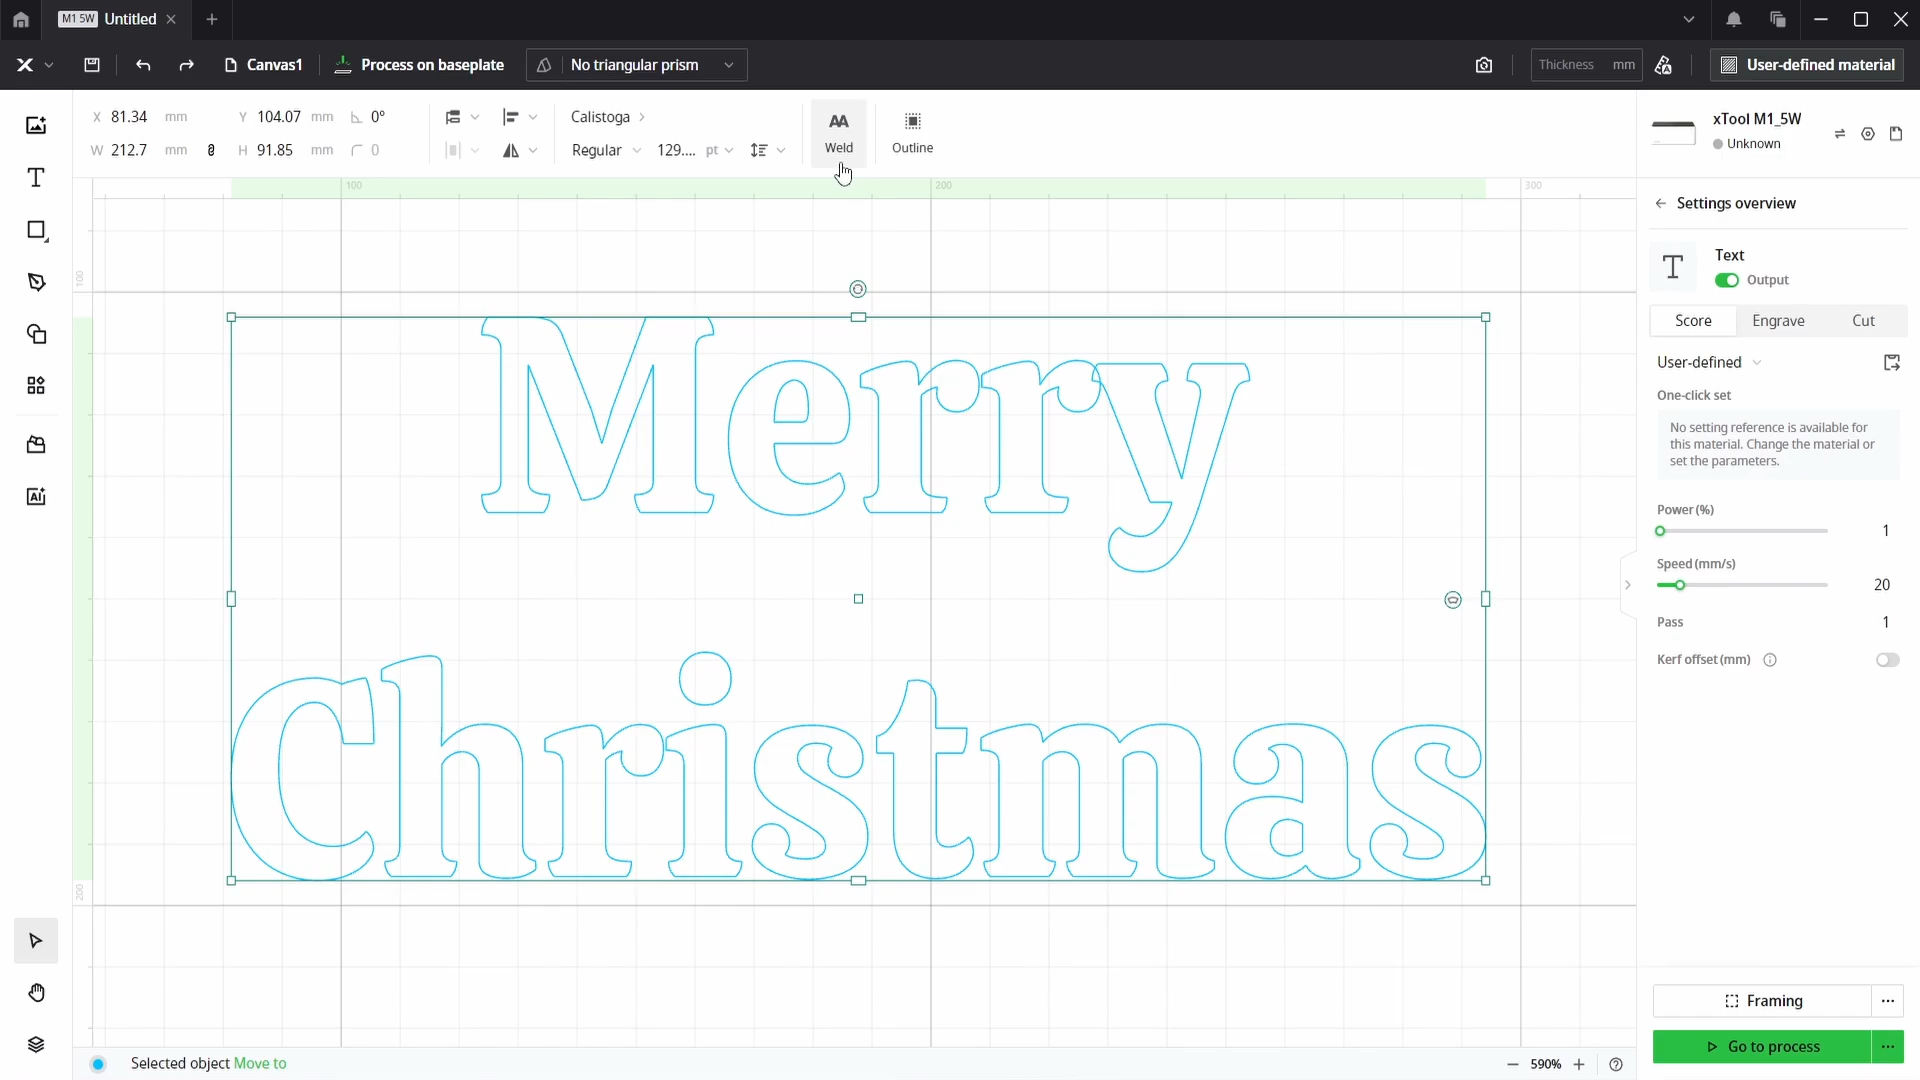 M1 5W Untitled
Canvas1
Process on baseplate
No triangular prism
Thickness mm
User-defined material
X 81.34 mm
Y 104.07 mm
0°
W 212.7 mm
H 91.85 mm
0
Calistoga
Regular
129.... pt
AA
Weld
Outline
100
200
300
100
200
Merry
Christmas
AI
xTool M1_5W
Unknown
Settings overview
T
Text
Output
Score
Engrave
Cut
User-defined
One-click set
No setting reference is available for
this material. Change the material or
set the parameters.
Power (%)
1
Speed (mm/s)
20
Pass
1
Kerf offset (mm)
Framing
Go to process
Selected object Move to
590%